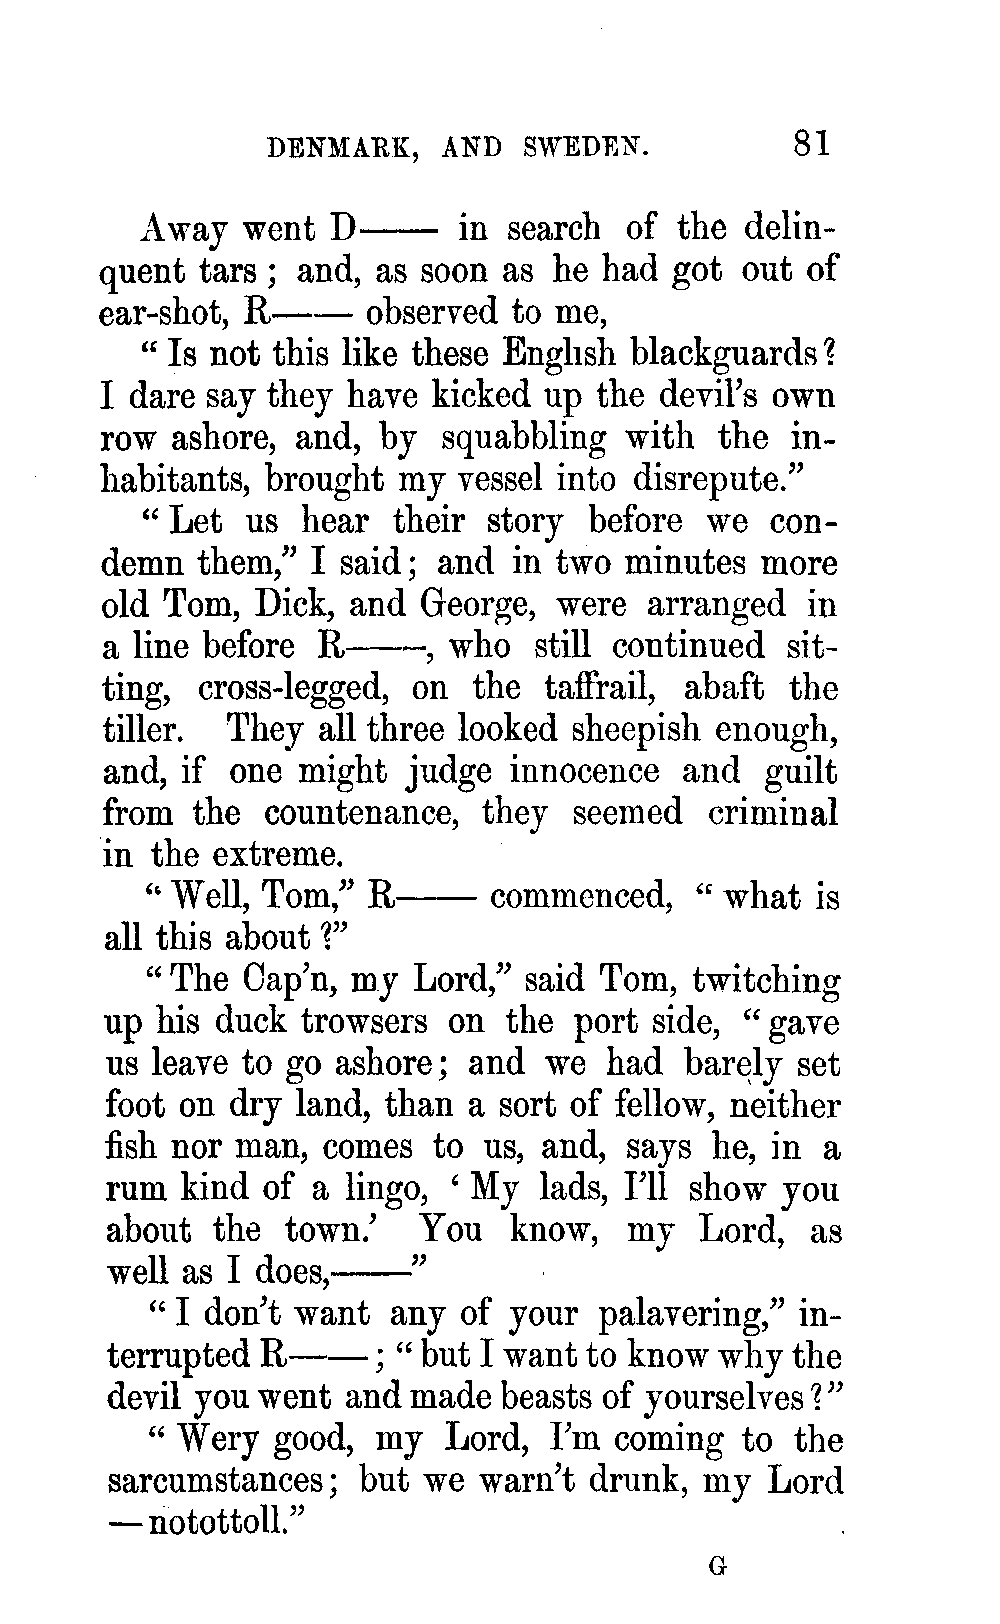 DENMARK, AND SWEDEN. 81
Away went D—— in search of the delin-
quent tars; and, as soon as he had got out of
ear-shot, R—— observed to me,
“Is not this like these English blackguards?
I dare say they have kicked up the devil’s own
row ashore, and, by squabbling with the in-
habitants, brought my vessel into disrepute.”
“Let us hear their story before we con-
demn them,” I said; and in two minutes more
old Tom, Dick, and George, were arranged in
a line before R——, who still continued sit-
ting, cross-legged, on the taffrail, abaft the
tiller. They all three looked sheepish enough,
and, if one might judge innocence and guilt
from the countenance, they seemed criminal
in the extreme.
“Well, Tom,” R—— commenced, “what is
all this about?”
“The Cap’n, my Lord,” said Tom, twitching
up his duck trowsers on the port side, “gave
us leave to go ashore; and we had barely set
foot on dry land, than a sort of fellow, neither
fish nor man, comes to us, and, says he, in a
rum kind of a lingo, ‘My lads, I’ll show you
about the town.’ You know, my Lord, as
well as I does,——”
“I don’t want any of your palavering,” in-
terrupted R——; “but I want to know why the
devil you went and made beasts of yourselves?”
“Wery good, my Lord, I’m coming to the
sarcumstances; but we warn’t drunk, my Lord
—notottoll.”
G